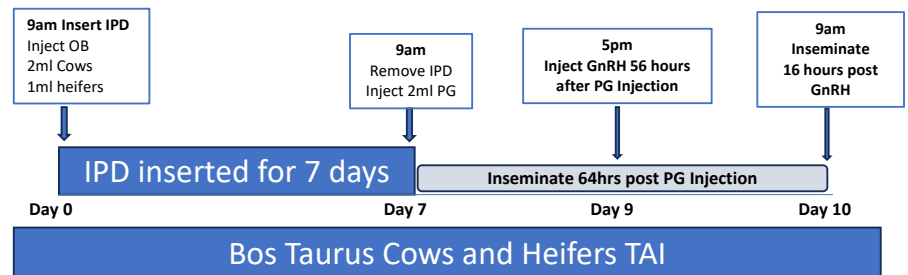 9am Insert IPD
Inject OB
2ml Cows
1ml heifers
9am
Remove IPD
Inject 2ml PG
5pm
Inject GnRH 56 hours
after PG Injection
9am
Inseminate
16 hours post
GnRH
IPD inserted for 7 days
Inseminate 64hrs post PG Injection
Day 0
Day 7
Day 9
Day 10
Bos Taurus Cows and Heifers TAI